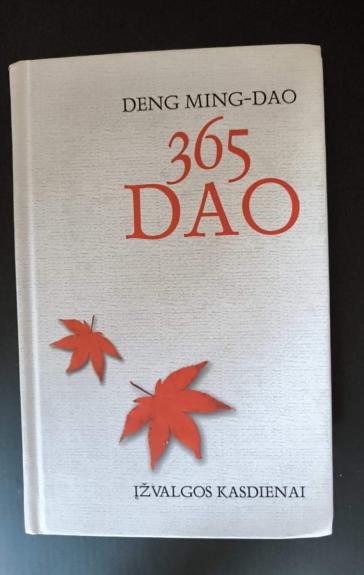 DENG MING-DAO
365
DAO
ĮŽVALGOS KASDIENAI